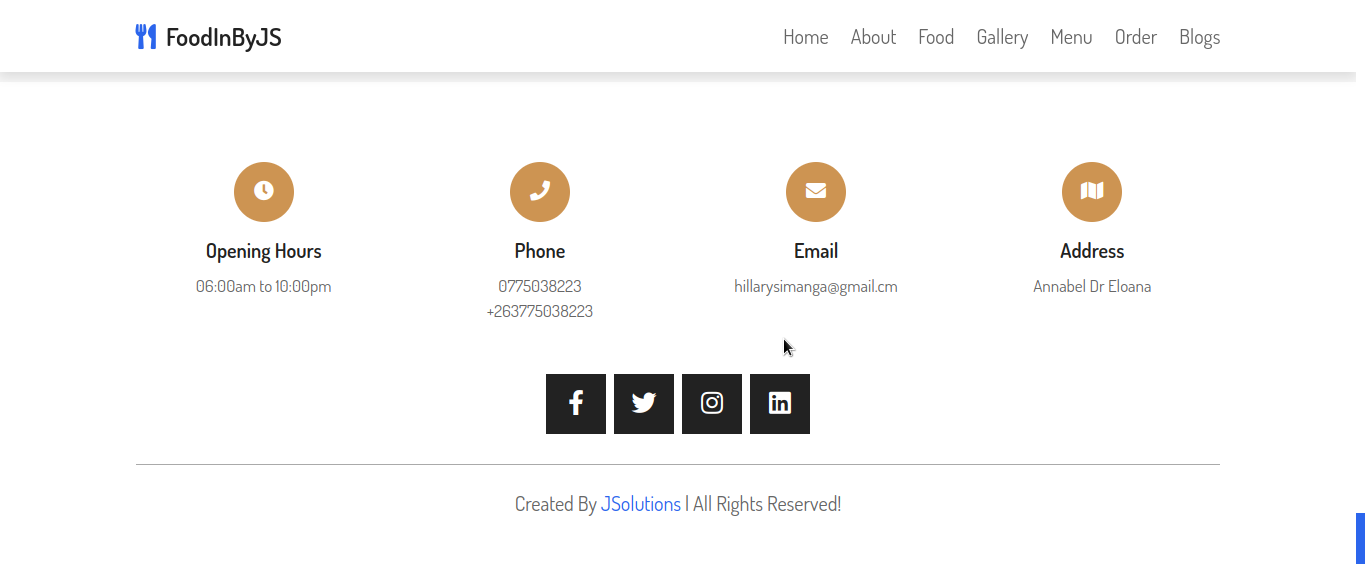 FoodInByJS
Home About Food Gallery Menu Order Blogs
Opening Hours Phone Email Address
06:00am to 10:00pm 0775038223 hillarysimanga@gmail.cm Annabel Dr Eloana
+263775038223
Created By JSolutions | All Rights Reserved!